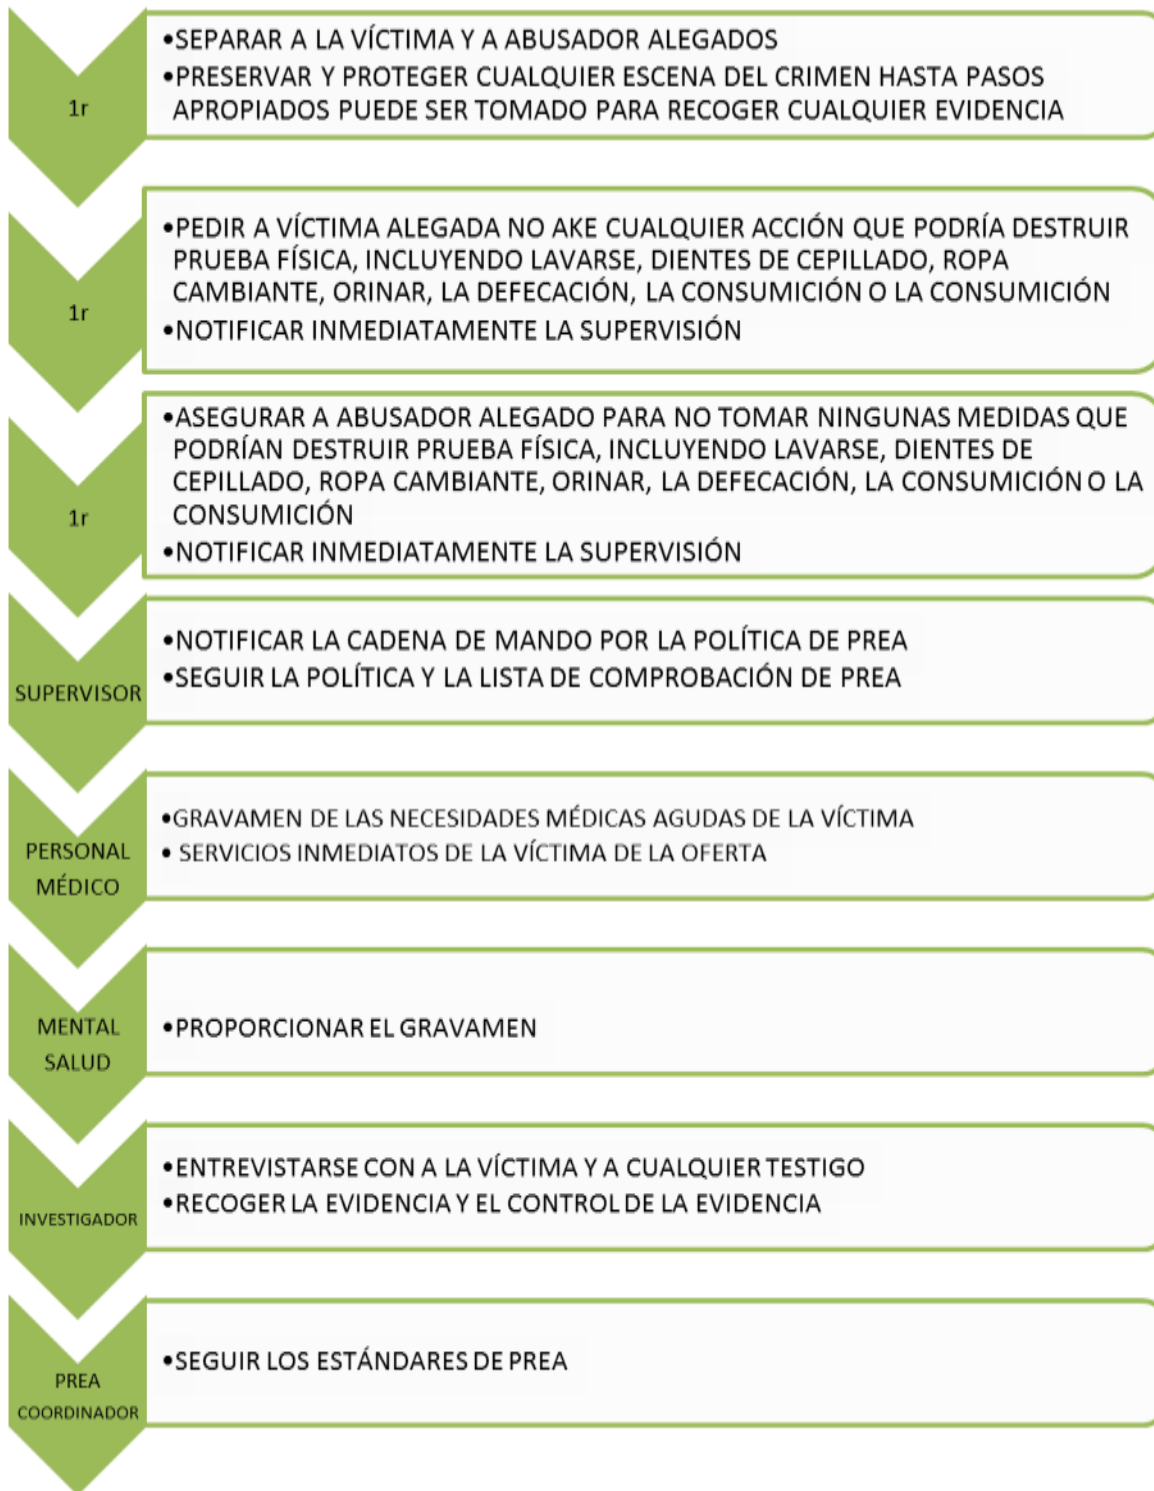 1r
•SEPARAR A LA VÍCTIMA Y A ABUSADOR ALEGADOS
•PRESERVAR Y PROTEGER CUALQUIER ESCENA DEL CRIMEN HASTA PASOS
APROPIADOS PUEDE SER TOMADO PARA RECOGER CUALQUIER EVIDENCIA
1r
•PEDIR A VÍCTIMA ALEGADA NO AKE CUALQUIER ACCIÓN QUE PODRÍA DESTRUIR
PRUEBA FÍSICA, INCLUYENDO LAVARSE, DIENTES DE CEPILLADO, ROPA
CAMBIANTE, ORINAR, LA DEFECACIÓN, LA CONSUMICIÓN O LA CONSUMICIÓN
•NOTIFICAR INMEDIATAMENTE LA SUPERVISIÓN
1r
•ASEGURAR A ABUSADOR ALEGADO PARA NO TOMAR NINGUNAS MEDIDAS QUE
PODRÍAN DESTRUIR PRUEBA FÍSICA, INCLUYENDO LAVARSE, DIENTES DE
CEPILLADO, ROPA CAMBIANTE, ORINAR, LA DEFECACIÓN, LA CONSUMICIÓN O LA
CONSUMICIÓN
•NOTIFICAR INMEDIATAMENTE LA SUPERVISIÓN
SUPERVISOR
•NOTIFICAR LA CADENA DE MANDO POR LA POLÍTICA DE PREA
•SEGUIR LA POLÍTICA Y LA LISTA DE COMPROBACIÓN DE PREA
PERSONAL
MÉDICO
•GRAVAMEN DE LAS NECESIDADES MÉDICAS AGUDAS DE LA VÍCTIMA
• SERVICIOS INMEDIATOS DE LA VÍCTIMA DE LA OFERTA
MENTAL
SALUD
•PROPORCIONAR EL GRAVAMEN
INVESTIGADOR
•ENTREVISTARSE CON A LA VÍCTIMA Y A CUALQUIER TESTIGO
•RECOGER LA EVIDENCIA Y EL CONTROL DE LA EVIDENCIA
PREA
COORDINADOR
•SEGUIR LOS ESTÁNDARES DE PREA